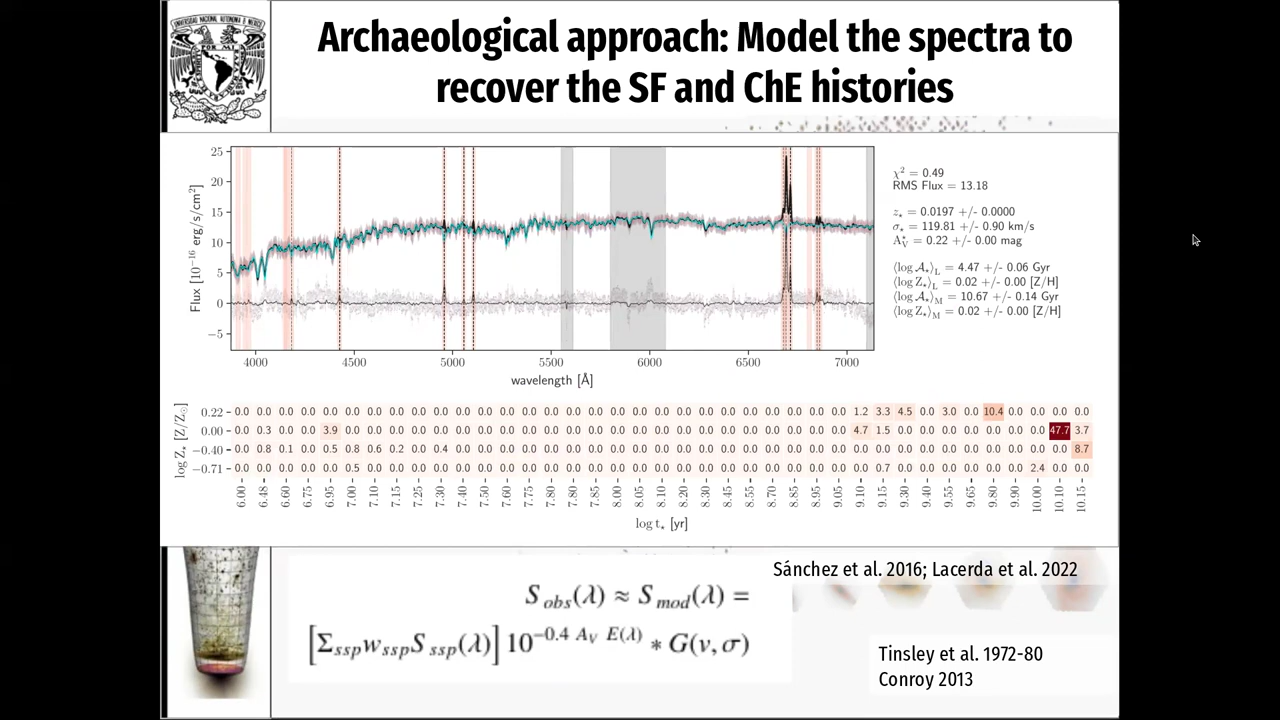 UNIVERSIDAD NACIONAL AVTONOMA DE MEXICO
Archaeological approach: Model the spectra to
recover the SF and ChE histories
25
20
15
10
5
0
−5
Flux [10⁻¹⁶ erg/s/cm²]
4000 4500 5000 5500 6000 6500 7000
wavelength [Å]
χ² = 0.49
RMS Flux = 13.18
z⋆ = 0.0197 +/- 0.0000
σ⋆ = 119.81 +/- 0.90 km/s
A⋆V = 0.22 +/- 0.00 mag
⟨log 𝒜⋆⟩L = 4.47 +/- 0.06 Gyr
⟨log Z⋆⟩L = 0.02 +/- 0.00 [Z/H]
⟨log 𝒜⋆⟩M = 10.67 +/- 0.14 Gyr
⟨log Z⋆⟩M = 0.02 +/- 0.00 [Z/H]
log Z⋆ [Z/Z⊙]
0.22 0.0 0.0 0.0 0.0 0.0 0.0 0.0 0.0 0.0 0.0 0.0 0.0 0.0 0.0 0.0 0.0 0.0 0.0 0.0 0.0 0.0 0.0 0.0 0.0 0.0 0.0 0.0 0.0 1.2 3.3 4.5 0.0 3.0 0.0 10.4 0.0 0.0 0.0 0.0
0.00 0.0 0.3 0.0 0.0 3.9 0.0 0.0 0.0 0.0 0.0 0.0 0.0 0.0 0.0 0.0 0.0 0.0 0.0 0.0 0.0 0.0 0.0 0.0 0.0 0.0 0.0 0.0 0.0 4.7 1.5 0.0 0.0 0.0 0.0 0.0 0.0 0.0 47.7 3.7
−0.40 0.0 0.8 0.1 0.0 0.5 0.0 0.6 0.2 0.0 0.4 0.0 0.0 0.0 0.0 0.0 0.0 0.0 0.0 0.0 0.0 0.0 0.0 0.0 0.0 0.0 0.0 0.0 0.0 0.0 0.0 0.0 0.0 0.0 0.0 0.0 0.0 0.0 0.0 8.7
−0.71 0.0 0.0 0.0 0.0 0.0 0.5 0.0 0.0 0.0 0.0 0.0 0.0 0.0 0.0 0.0 0.0 0.0 0.0 0.0 0.0 0.0 0.0 0.0 0.0 0.0 0.0 0.0 0.0 0.0 0.0 0.0 0.0 0.0 0.0 0.0 0.0 2.4 0.0 0.0
6.00 6.48 6.60 6.75 6.95 7.00 7.10 7.15 7.25 7.30 7.40 7.50 7.60 7.75 7.80 7.80 7.85 8.00 8.05 8.10 8.20 8.30 8.45 8.55 8.70 8.85 8.95 9.05 9.10 9.15 9.30 9.40 9.55 9.65 9.80 9.90 10.00 10.10 10.15
log t⋆ [yr]
Sánchez et al. 2016; Lacerda et al. 2022
S obs(λ) ≈ S mod(λ) =
[Σssp wssp S ssp(λ)] 10^−0.4 AV E(λ) ∗ G(v, σ)
Tinsley et al. 1972-80
Conroy 2013